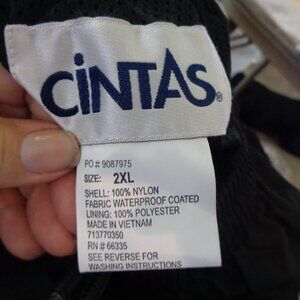 CiNTAS®
PO # 9087975
SIZE: 2XL
SHELL: 100% NYLON
FABRIC WATERPROOF COATED
LINING: 100% POLYESTER
MADE IN VIETNAM
713770350
RN # 66335
SEE REVERSE FOR
WASHING INSTRUCTIONS